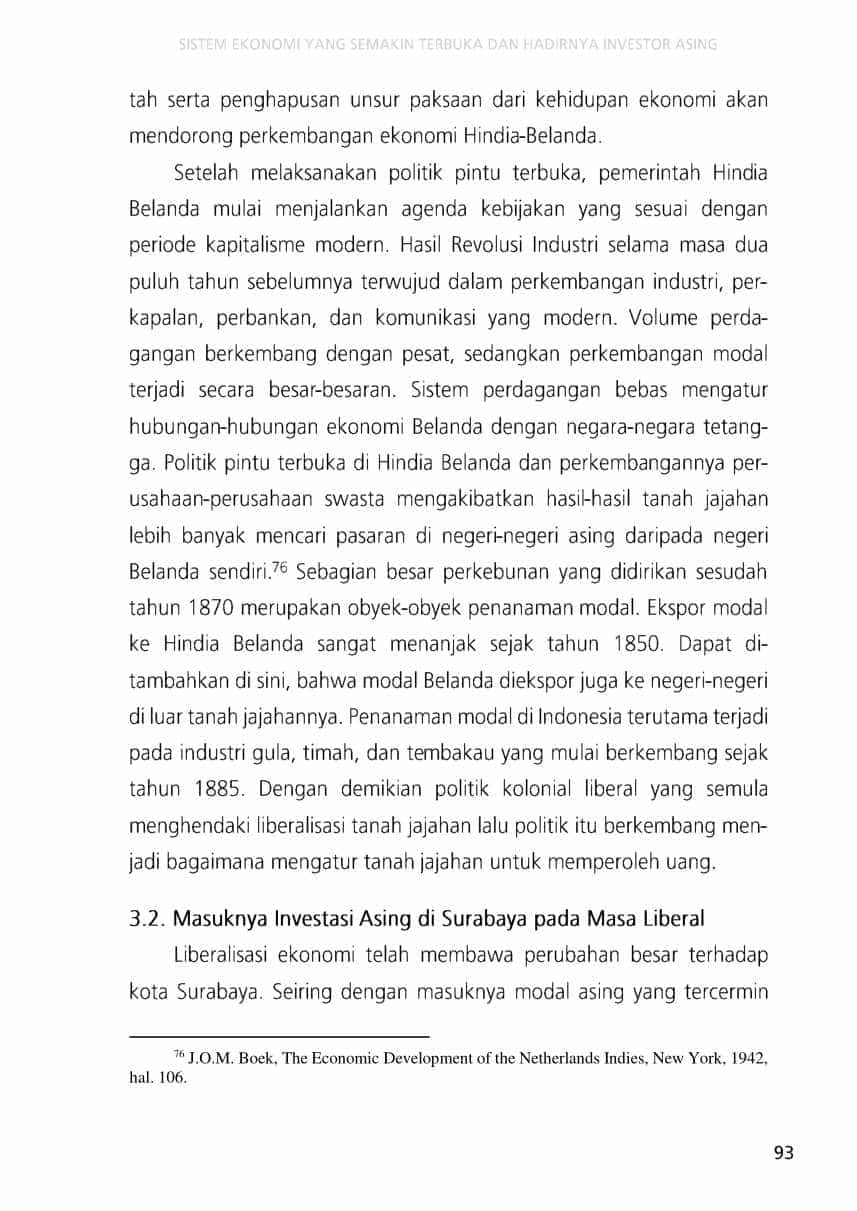 SISTEM EKONOMI YANG SEMAKIN TERBUKA DAN HADIRNYA INVESTOR ASING
tah serta penghapusan unsur paksaan dari kehidupan ekonomi akan
mendorong perkembangan ekonomi Hindia-Belanda.
Setelah melaksanakan politik pintu terbuka, pemerintah Hindia
Belanda mulai menjalankan agenda kebijakan yang sesuai dengan
periode kapitalisme modern. Hasil Revolusi Industri selama masa dua
puluh tahun sebelumnya terwujud dalam perkembangan industri, per-
kapalan, perbankan, dan komunikasi yang modern. Volume perda-
gangan berkembang dengan pesat, sedangkan perkembangan modal
terjadi secara besar-besaran. Sistem perdagangan bebas mengatur
hubungan-hubungan ekonomi Belanda dengan negara-negara tetang-
ga. Politik pintu terbuka di Hindia Belanda dan perkembangannya per-
usahaan-perusahaan swasta mengakibatkan hasil-hasil tanah jajahan
lebih banyak mencari pasaran di negeri-negeri asing daripada negeri
Belanda sendiri.76 Sebagian besar perkebunan yang didirikan sesudah
tahun 1870 merupakan obyek-obyek penanaman modal. Ekspor modal
ke Hindia Belanda sangat menanjak sejak tahun 1850. Dapat di-
tambahkan di sini, bahwa modal Belanda diekspor juga ke negeri-negeri
di luar tanah jajahannya. Penanaman modal di Indonesia terutama terjadi
pada industri gula, timah, dan tembakau yang mulai berkembang sejak
tahun 1885. Dengan demikian politik kolonial liberal yang semula
menghendaki liberalisasi tanah jajahan lalu politik itu berkembang men-
jadi bagaimana mengatur tanah jajahan untuk memperoleh uang.
3.2. Masuknya Investasi Asing di Surabaya pada Masa Liberal
Liberalisasi ekonomi telah membawa perubahan besar terhadap
kota Surabaya. Seiring dengan masuknya modal asing yang tercermin
76 J.O.M. Boek, The Economic Development of the Netherlands Indies, New York, 1942,
hal. 106.
93